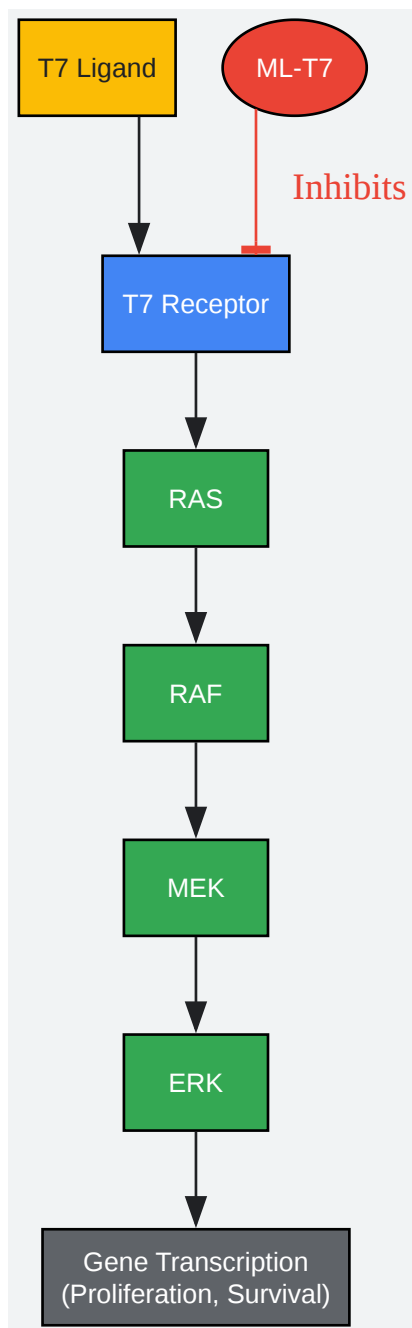 T7 Ligand
ML-T7
Inhibits
T7 Receptor
RAS
RAF
MEK
ERK
Gene Transcription
(Proliferation, Survival)